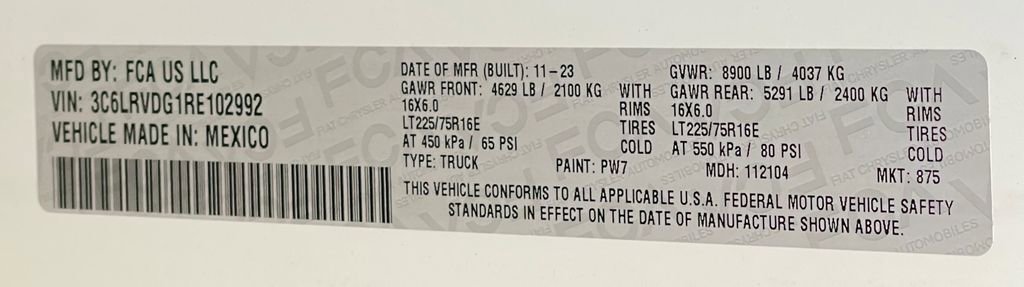 MFD BY: FCA US LLC
VIN: 3C6LRVDG1RE102992
VEHICLE MADE IN: MEXICO
DATE OF MFR (BUILT): 11-23
GAWR FRONT: 4629 LB / 2100 KG WITH
16X6.0 RIMS
LT225/75R16E TIRES
AT 450 kPa / 65 PSI COLD
TYPE: TRUCK
GVWR: 8900 LB / 4037 KG
GAWR REAR: 5291 LB / 2400 KG WITH
16X6.0 RIMS
LT225/75R16E TIRES
AT 550 kPa / 80 PSI COLD
PAINT: PW7 MDH: 112104 MKT: 875
THIS VEHICLE CONFORMS TO ALL APPLICABLE U.S.A. FEDERAL MOTOR VEHICLE SAFETY
STANDARDS IN EFFECT ON THE DATE OF MANUFACTURE SHOWN ABOVE.